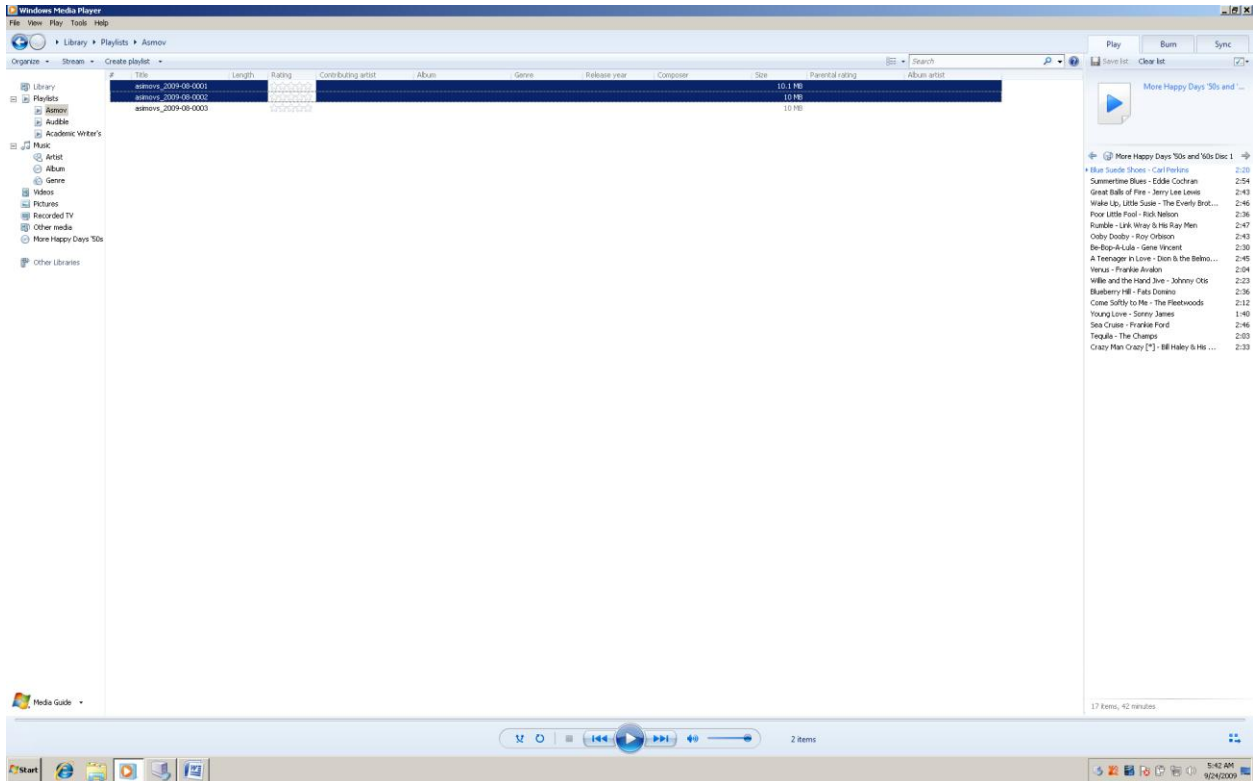 Windows Media Player
File View Play Tools Help
Library Playlists Asmov
Play Burn Sync
Organize Stream Create playlist
Search
Save list Clear list
# Title Length Rating Contributing artist Album Genre Release year Composer Size Parental rating Album artist
asimovs_2009-08-0001 10.1 MB
asimovs_2009-08-0002 10 MB
asimovs_2009-08-0003 10 MB
Library
Playlists
Asmov
Audible
Academic Writer's
Music
Artist
Album
Genre
Videos
Pictures
Recorded TV
Other media
More Happy Days '50s
Other Libraries
Media Guide
More Happy Days '50s and '...
More Happy Days '50s and '60s Disc 1
Blue Suede Shoes - Carl Perkins 2:20
Summertime Blues - Eddie Cochran 2:54
Great Balls of Fire - Jerry Lee Lewis 2:43
Wake Up, Little Susie - The Everly Brot... 2:46
Poor Little Fool - Rick Nelson 2:36
Rumble - Link Wray & His Ray Men 2:47
Ooby Dooby - Roy Orbison 2:43
Be-Bop-A-Lula - Gene Vincent 2:30
A Teenager in Love - Dion & the Belmo... 2:45
Venus - Frankie Avalon 2:04
Willie and the Hand Jive - Johnny Otis 2:23
Blueberry Hill - Fats Domino 2:36
Come Softly to Me - The Fleetwoods 2:12
Young Love - Sonny James 1:40
Sea Cruise - Frankie Ford 2:46
Tequila - The Champs 2:03
Crazy Man Crazy [*] - Bill Haley & His ... 2:33
17 items, 42 minutes
2 items
Start
5:42 AM
9/24/2009